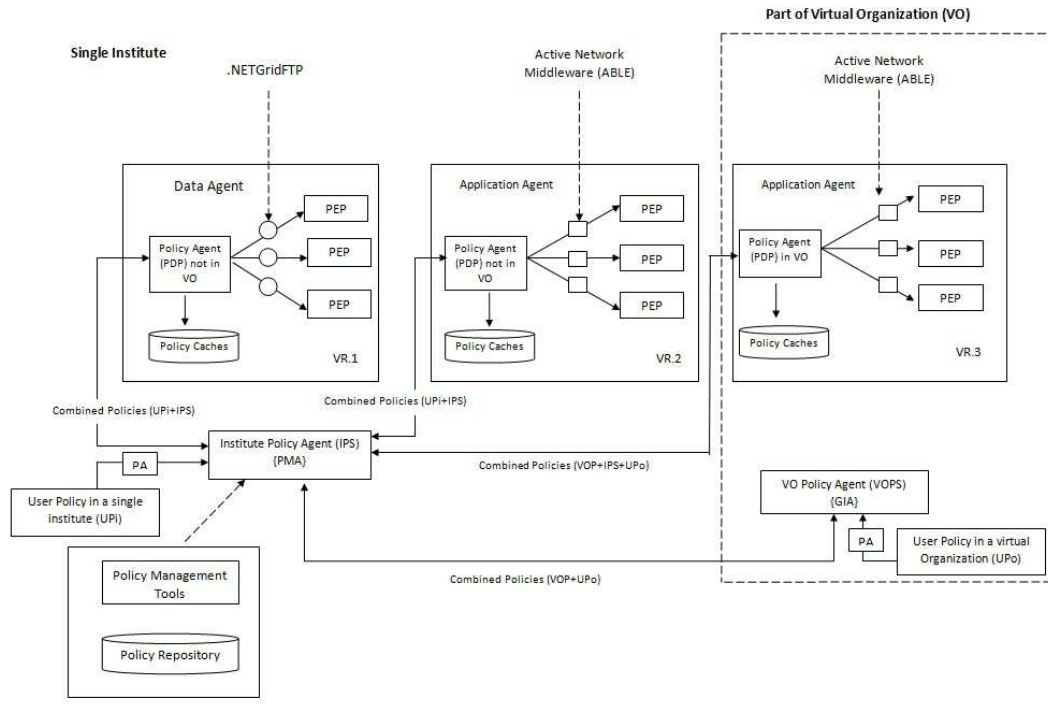 Part of Virtual Organization (VO)
Single Institute
.NETGridFTP
Active Network
Middleware (ABLE)
Active Network
Middleware (ABLE)
Data Agent
PEP
Policy Agent
(PDP) not in
VO
PEP
PEP
Policy Caches
VR.1
Application Agent
PEP
Policy Agent
(PDP) not in
VO
PEP
PEP
Policy Caches
VR.2
Application Agent
PEP
Policy Agent
(PDP) in VO
PEP
PEP
Policy Caches
VR.3
Combined Policies (UPi+IPS)
Combined Policies (UPi+IPS)
Institute Policy Agent (IPS)
{PMA}
PA
Combined Policies (VOP+IPS+UPo)
User Policy in a single
institute (UPi)
VO Policy Agent (VOPS)
{GIA}
PA
User Policy in a virtual
Organization (UPo)
Combined Policies (VOP+UPo)
Policy Management
Tools
Policy Repository